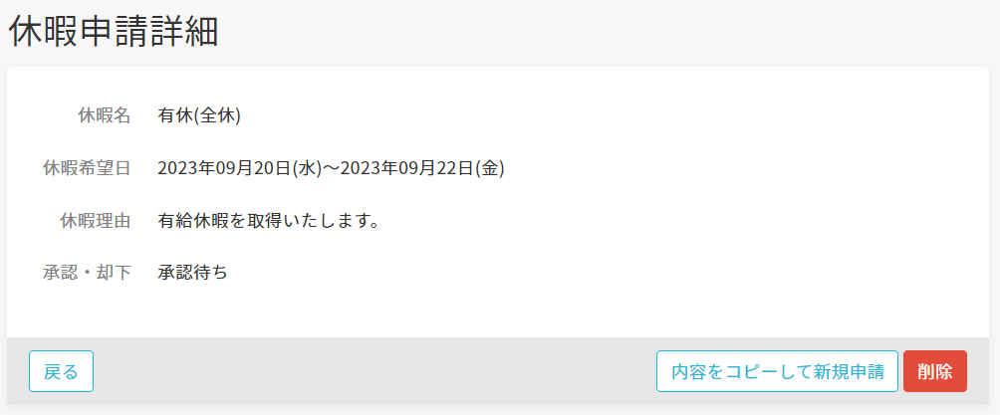 休暇申請詳細
休暇名 有休(全休)
休暇希望日 2023年09月20日(水)～2023年09月22日(金)
休暇理由 有給休暇を取得いたします。
承認・却下 承認待ち
戻る 内容をコピーして新規申請 削除